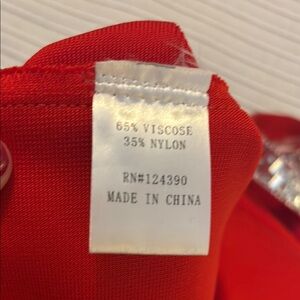 65% VISCOSE
35% NYLON
RN#124390
MADE IN CHINA